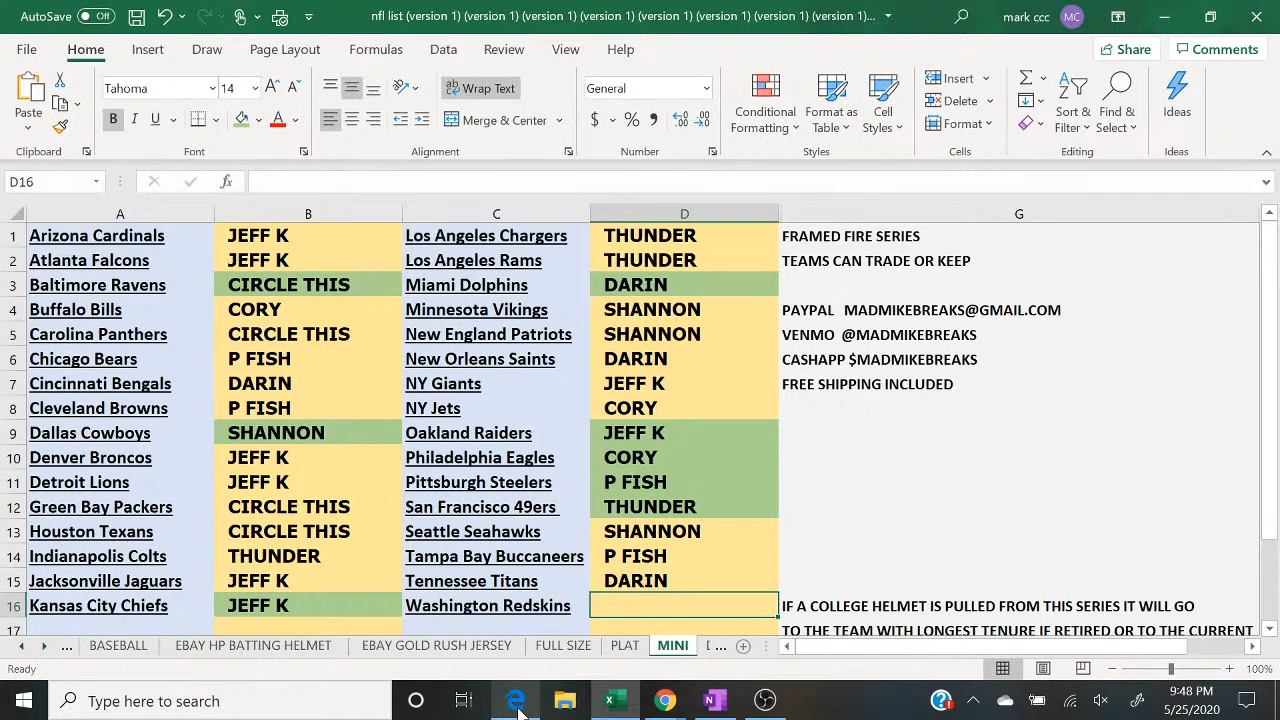 AutoSave Off nfl list (version 1) (version 1) (version 1) (version 1) (version 1) (version 1) (version 1)... mark ccc MC
File Home Insert Draw Page Layout Formulas Data Review View Help Share Comments
Tahoma 14 Wrap Text General Insert
Paste B I U Merge & Center $ % Conditional Formatting Format as Table Cell Styles Delete Format Sort & Filter Find & Select Ideas
Clipboard Font Alignment Number Styles Cells Editing Ideas
D16 fx
A B C D G
1 Arizona Cardinals JEFF K Los Angeles Chargers THUNDER FRAMED FIRE SERIES
2 Atlanta Falcons JEFF K Los Angeles Rams THUNDER TEAMS CAN TRADE OR KEEP
3 Baltimore Ravens CIRCLE THIS Miami Dolphins DARIN
4 Buffalo Bills CORY Minnesota Vikings SHANNON PAYPAL MADMIKEBREAKS@GMAIL.COM
5 Carolina Panthers CIRCLE THIS New England Patriots SHANNON VENMO @MADMIKEBREAKS
6 Chicago Bears P FISH New Orleans Saints DARIN CASHAPP $MADMIKEBREAKS
7 Cincinnati Bengals DARIN NY Giants JEFF K FREE SHIPPING INCLUDED
8 Cleveland Browns P FISH NY Jets CORY
9 Dallas Cowboys SHANNON Oakland Raiders JEFF K
10 Denver Broncos JEFF K Philadelphia Eagles CORY
11 Detroit Lions JEFF K Pittsburgh Steelers P FISH
12 Green Bay Packers CIRCLE THIS San Francisco 49ers THUNDER
13 Houston Texans CIRCLE THIS Seattle Seahawks SHANNON
14 Indianapolis Colts THUNDER Tampa Bay Buccaneers P FISH
15 Jacksonville Jaguars JEFF K Tennessee Titans DARIN
16 Kansas City Chiefs JEFF K Washington Redskins IF A COLLEGE HELMET IS PULLED FROM THIS SERIES IT WILL GO
17 TO THE TEAM WITH LONGEST TENURE IF RETIRED OR TO THE CURRENT
... BASEBALL EBAY HP BATTING HELMET EBAY GOLD RUSH JERSEY FULL SIZE PLAT MINI ...
Ready 100%
Type here to search 9:48 PM
5/25/2020